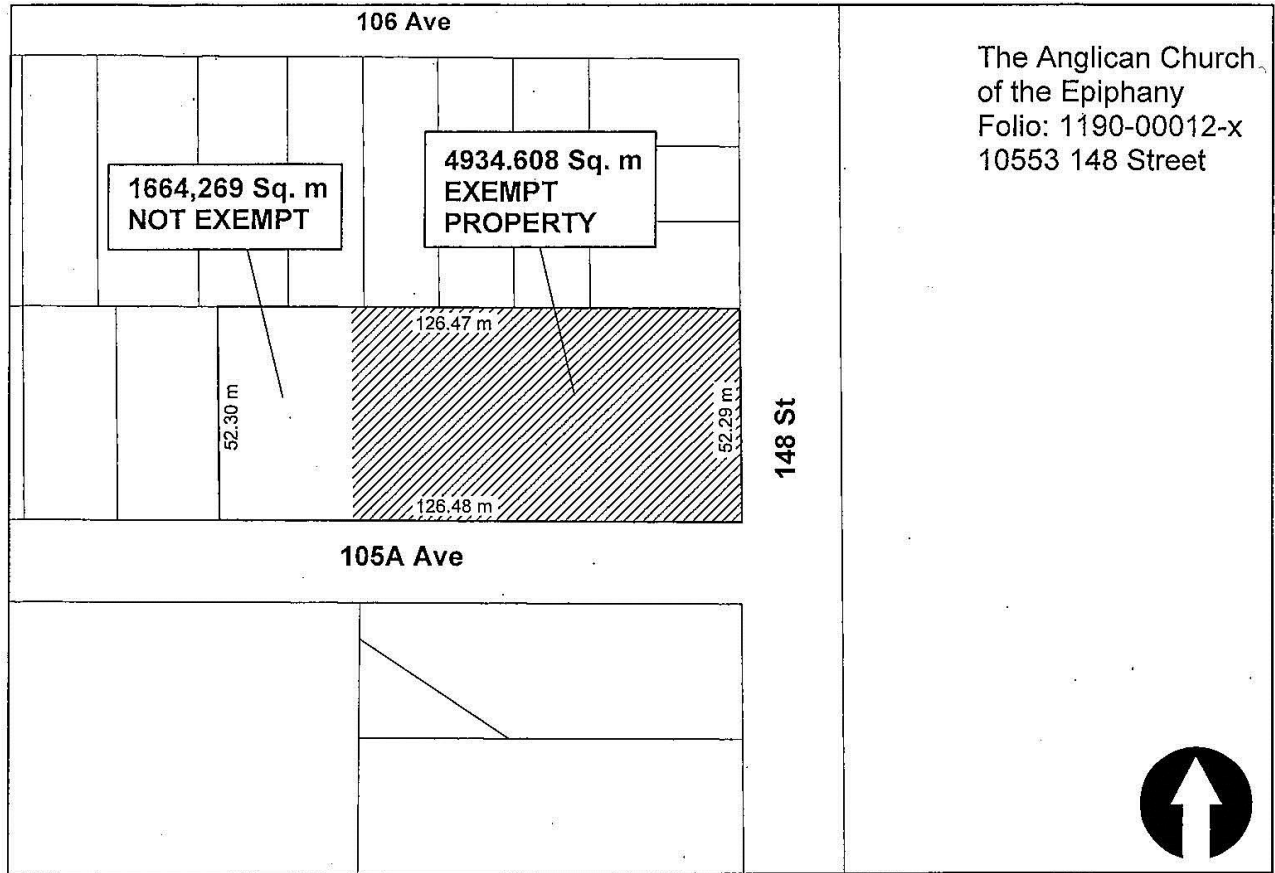 106 Ave
The Anglican Church
of the Epiphany
Folio: 1190-00012-x
10553 148 Street
1664,269 Sq. m
NOT EXEMPT
4934.608 Sq. m
EXEMPT
PROPERTY
126.47 m
52.30 m
52.29 m
148 St
126.48 m
105A Ave